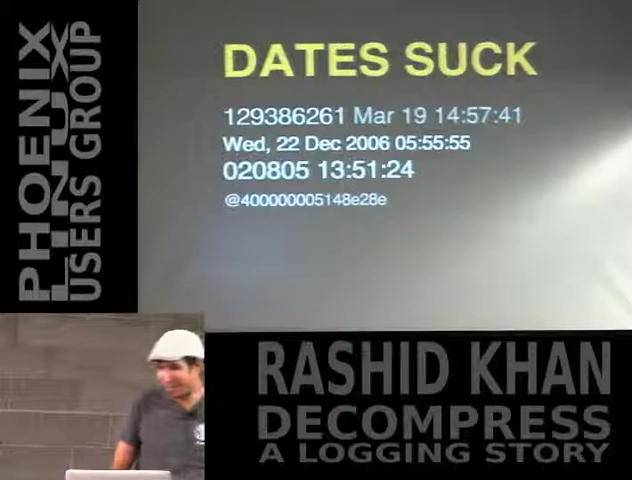 PHOENIX
LINUX
USERS GROUP
DATES SUCK
129386261 Mar 19 14:57:41
Wed, 22 Dec 2006 05:55:55
020805 13:51:24
@400000005148e28e
RASHID KHAN
DECOMPRESS
A LOGGING STORY